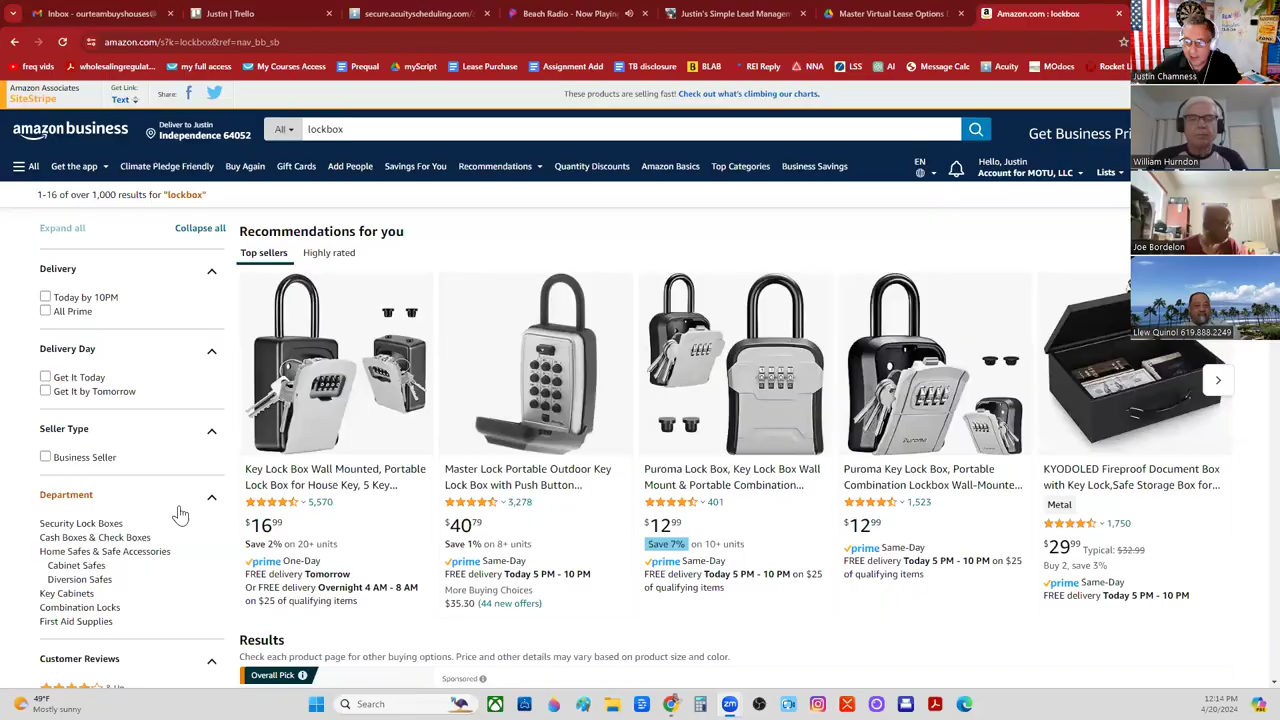 Inbox - ourteambuyshouses@
Justin | Trello
secure.acuityscheduling.com/
Beach Radio - Now Playing
Justin's Simple Lead Manager
Master Virtual Lease Options
Amazon.com : lockbox
amazon.com/s?k=lockbox&ref=nav_bb_sb
freq vids
wholesalingregulat...
my full access
My Courses Access
Prequal
myScript
Lease Purchase
Assignment Add
TB disclosure
BLAB
REI Reply
NNA
LSS
AI
Message Calc
Acuity
MOdocs
Rocket L
Amazon Associates
SiteStripe
Get Link:
Text
Share:
These products are selling fast! Check out what's climbing our charts.
amazon business
Deliver to Justin
Independence 64052
All
lockbox
Get Business Pri
All
Get the app
Climate Pledge Friendly
Buy Again
Gift Cards
Add People
Savings For You
Recommendations
Quantity Discounts
Amazon Basics
Top Categories
Business Savings
EN
Hello, Justin
Account for MOTU, LLC
Lists
1-16 of over 1,000 results for "lockbox"
Expand all
Collapse all
Delivery
Today by 10PM
All Prime
Delivery Day
Get It Today
Get It by Tomorrow
Seller Type
Business Seller
Department
Security Lock Boxes
Cash Boxes & Check Boxes
Home Safes & Safe Accessories
Cabinet Safes
Diversion Safes
Key Cabinets
Combination Locks
First Aid Supplies
Customer Reviews
& Up
Recommendations for you
Top sellers
Highly rated
Key Lock Box Wall Mounted, Portable
Lock Box for House Key, 5 Key...
5,570
$16.99
Save 2% on 20+ units
prime One-Day
FREE delivery Tomorrow
Or FREE delivery Overnight 4 AM - 8 AM
on $25 of qualifying items
Master Lock Portable Outdoor Key
Lock Box with Push Button...
3,278
$40.79
Save 1% on 8+ units
prime Same-Day
FREE delivery Today 5 PM - 10 PM
More Buying Choices
$35.30 (44 new offers)
Puroma Lock Box, Key Lock Box Wall
Mount & Portable Combination...
401
$12.99
Save 7% on 10+ units
prime Same-Day
FREE delivery Today 5 PM - 10 PM on $25
of qualifying items
Puroma
Puroma Key Lock Box, Portable
Combination Lockbox Wall-Mounte...
1,523
$12.99
prime Same-Day
FREE delivery Today 5 PM - 10 PM on $25
of qualifying items
KYODOLED Fireproof Document Box
with Key Lock,Safe Storage Box for...
Metal
1,750
$29.99 Typical: $32.99
Buy 2, save 3%
prime Same-Day
FREE delivery Today 5 PM - 10 PM
Results
Check each product page for other buying options. Price and other details may vary based on product size and color.
Overall Pick
Sponsored
Justin Chamness
William Hurndon
Joe Bordelon
Llew Quinol 619.888.2249
49°F
Mostly sunny
Search
12:14 PM
4/20/2024